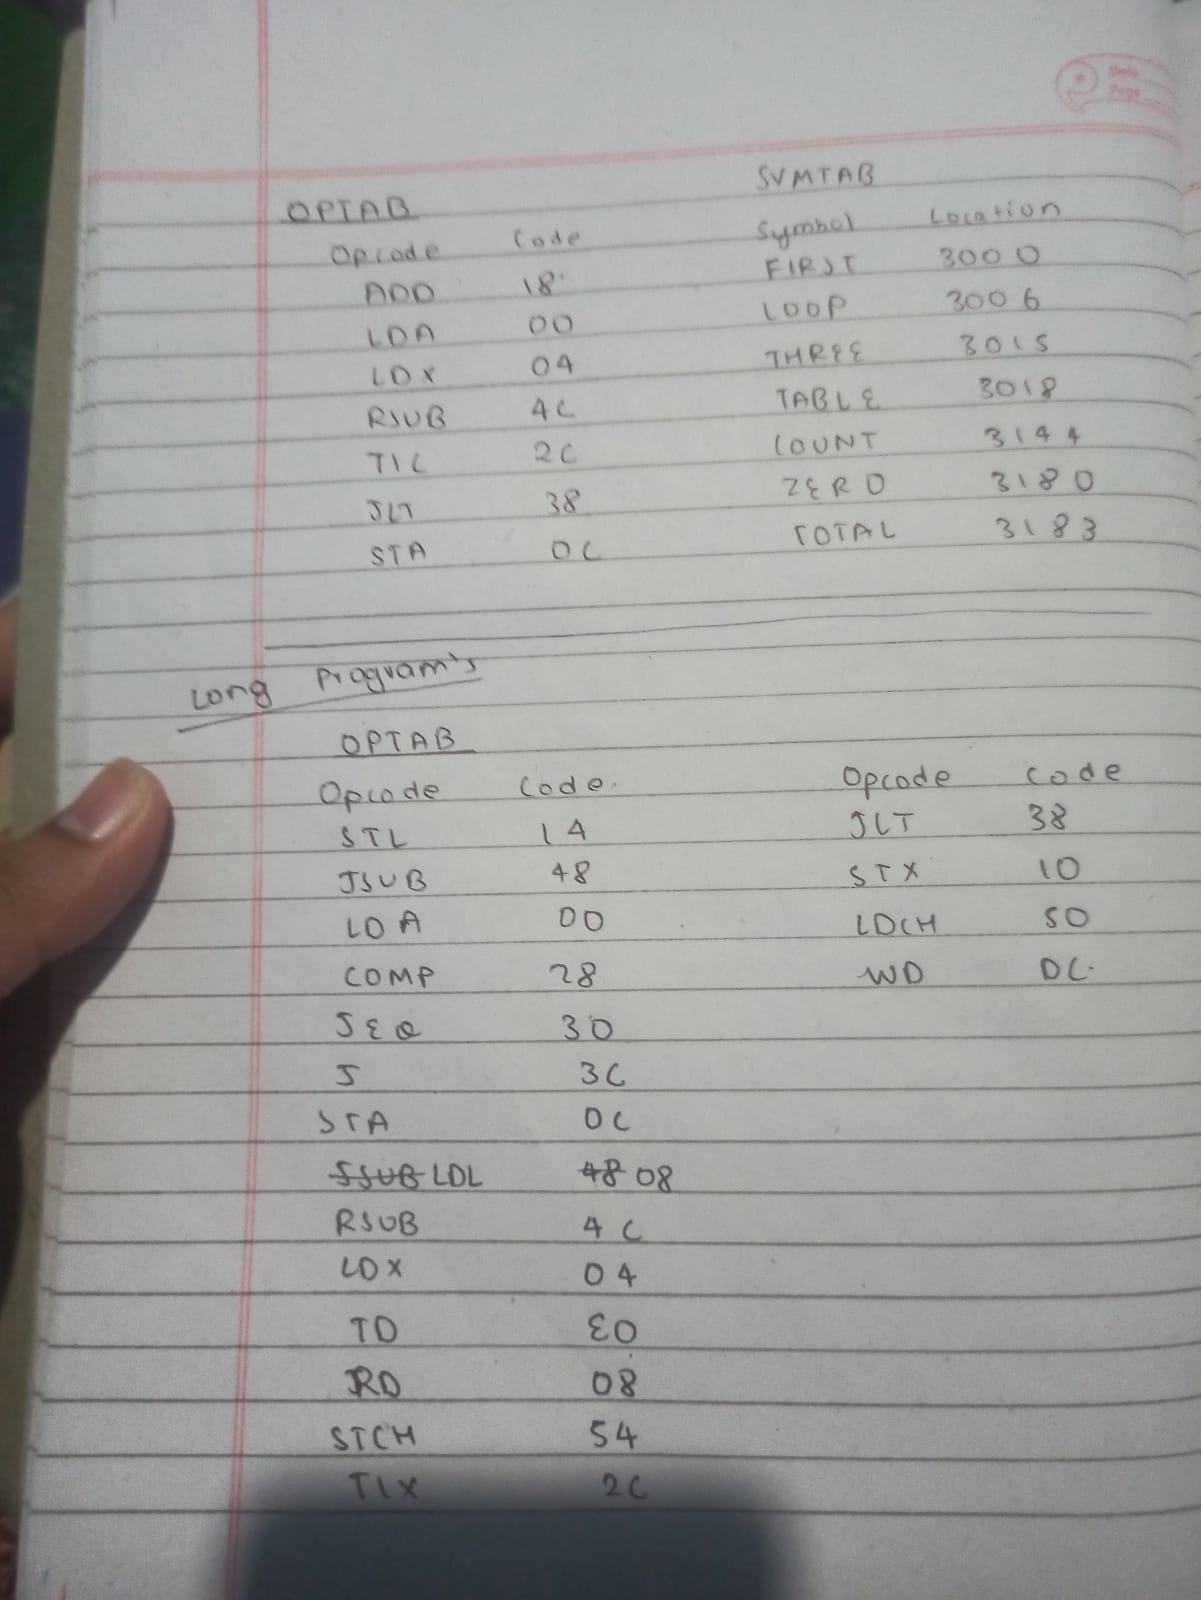 Date
Page
OPTAB SYMTAB
Opcode Code Symbol Location
ADD 18 FIRST 3000
LDA 00 LOOP 3006
LDX 04 THREE 3015
RSUB 4C TABLE 3018
TIC 2C COUNT 3144
JLT 38 ZERO 3180
STA 0C TOTAL 3183
Long Program's
OPTAB
Opcode Code. Opcode Code
STL 14 JLT 38
JSUB 48 STX 10
LDA 00 LDCH 50
COMP 28 WD DC.
JEQ 30
J 3C
STA 0C
JSUB LDL 48 08
RSUB 4C
LDX 04
TD E0
RD 08
STCH 54
TIX 2C